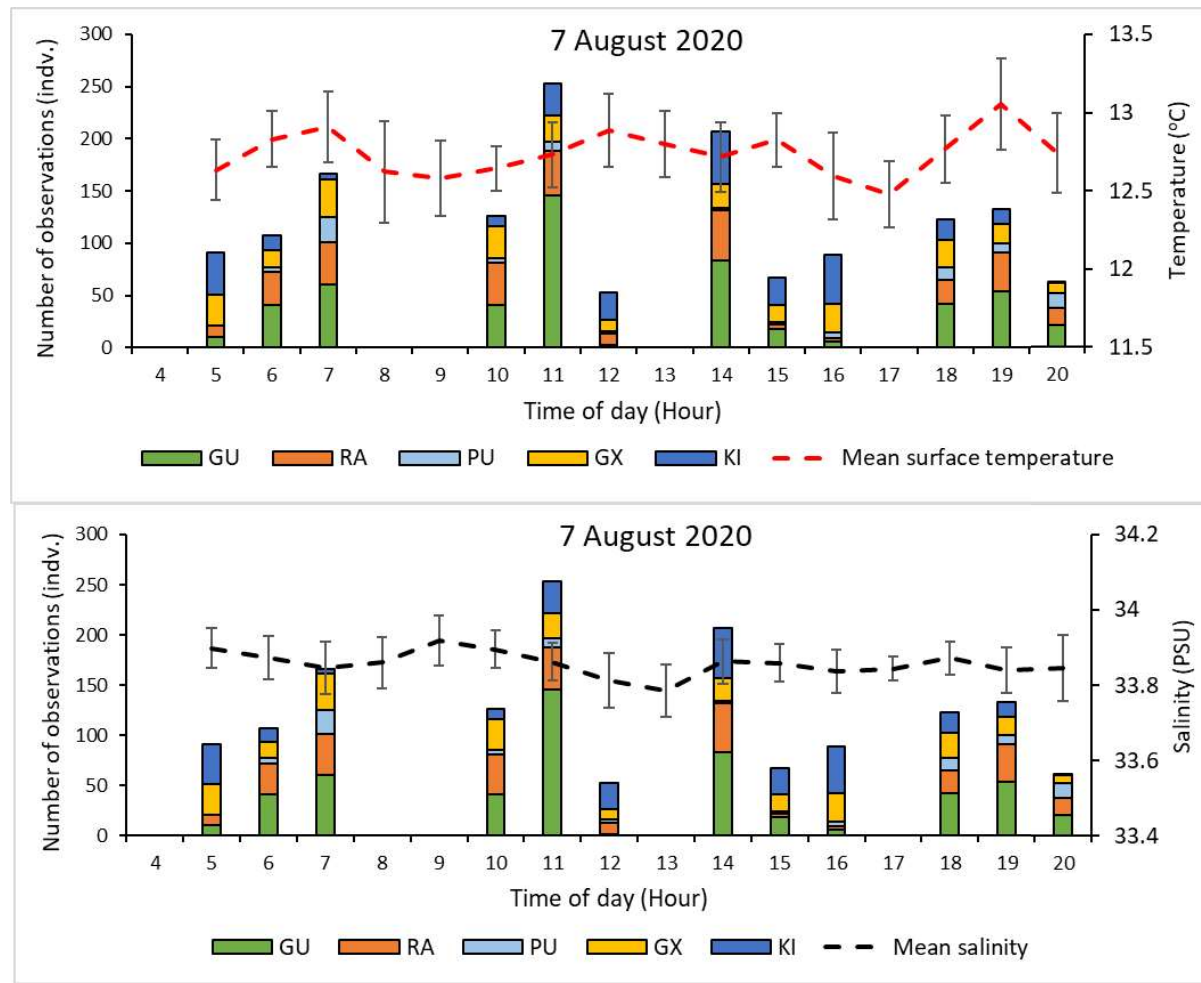 7 August 2020
Number of observations (indv.)
300
250
200
150
100
50
0
13.5
13
12.5
12
11.5
Temperature (°C)
4 5 6 7 8 9 10 11 12 13 14 15 16 17 18 19 20
Time of day (Hour)
GU RA PU GX KI Mean surface temperature
7 August 2020
Number of observations (indv.)
300
250
200
150
100
50
0
34.2
34
33.8
33.6
33.4
Salinity (PSU)
4 5 6 7 8 9 10 11 12 13 14 15 16 17 18 19 20
Time of day (Hour)
GU RA PU GX KI Mean salinity